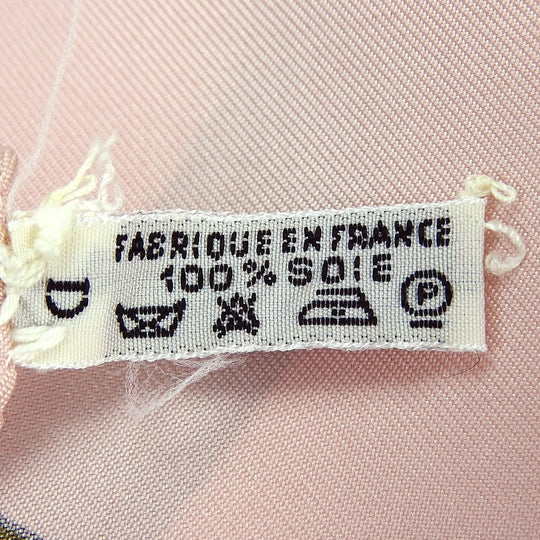 FABRIQUE EN FRANCE
100% SOIE
D
P